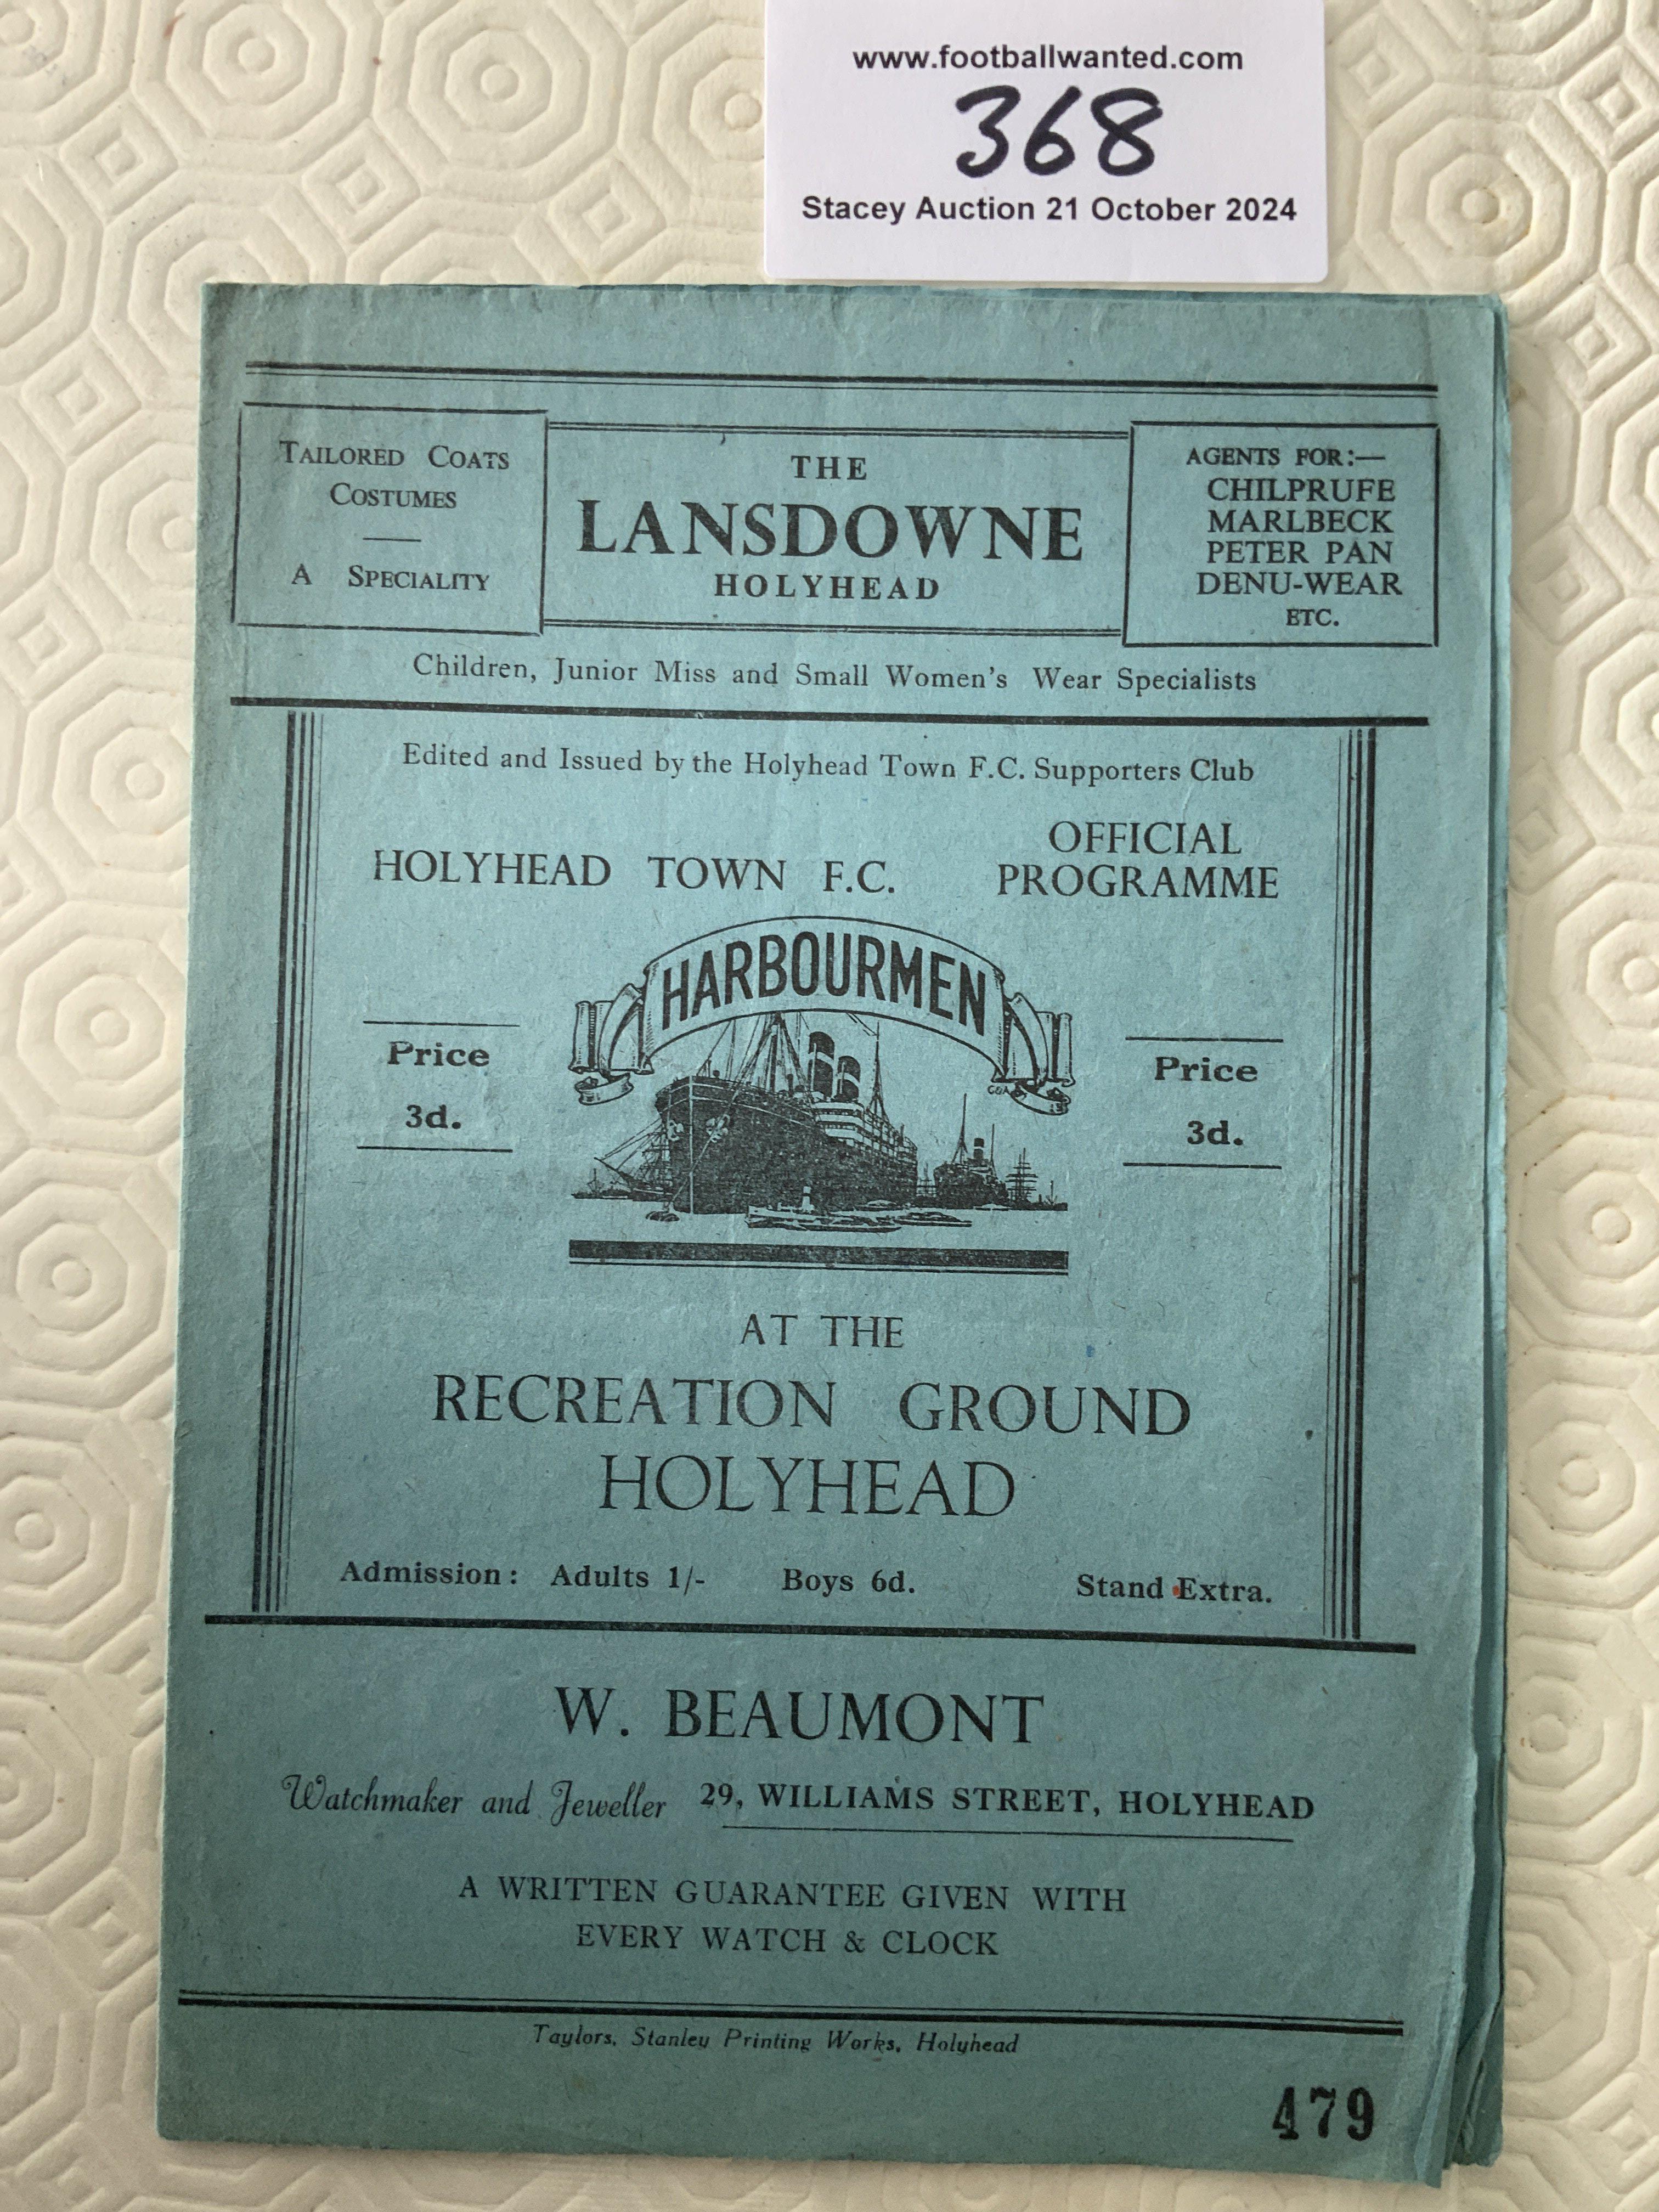 www.footballwanted.com
368
Stacey Auction 21 October 2024
TAILORED COATS
COSTUMES
A SPECIALITY
THE
LANSDOWNE
HOLYHEAD
AGENTS FOR:—
CHILPRUFE
MARLBECK
PETER PAN
DENU-WEAR
ETC.
Children, Junior Miss and Small Women's Wear Specialists
Edited and Issued by the Holyhead Town F.C. Supporters Club
HOLYHEAD TOWN F.C.
OFFICIAL
PROGRAMME
HARBOURMEN
Price
3d.
Price
3d.
AT THE
RECREATION GROUND
HOLYHEAD
Admission: Adults 1/- Boys 6d. Stand Extra.
W. BEAUMONT
Watchmaker and Jeweller 29, WILLIAMS STREET, HOLYHEAD
A WRITTEN GUARANTEE GIVEN WITH
EVERY WATCH & CLOCK
Taylors, Stanley Printing Works, Holyhead
479